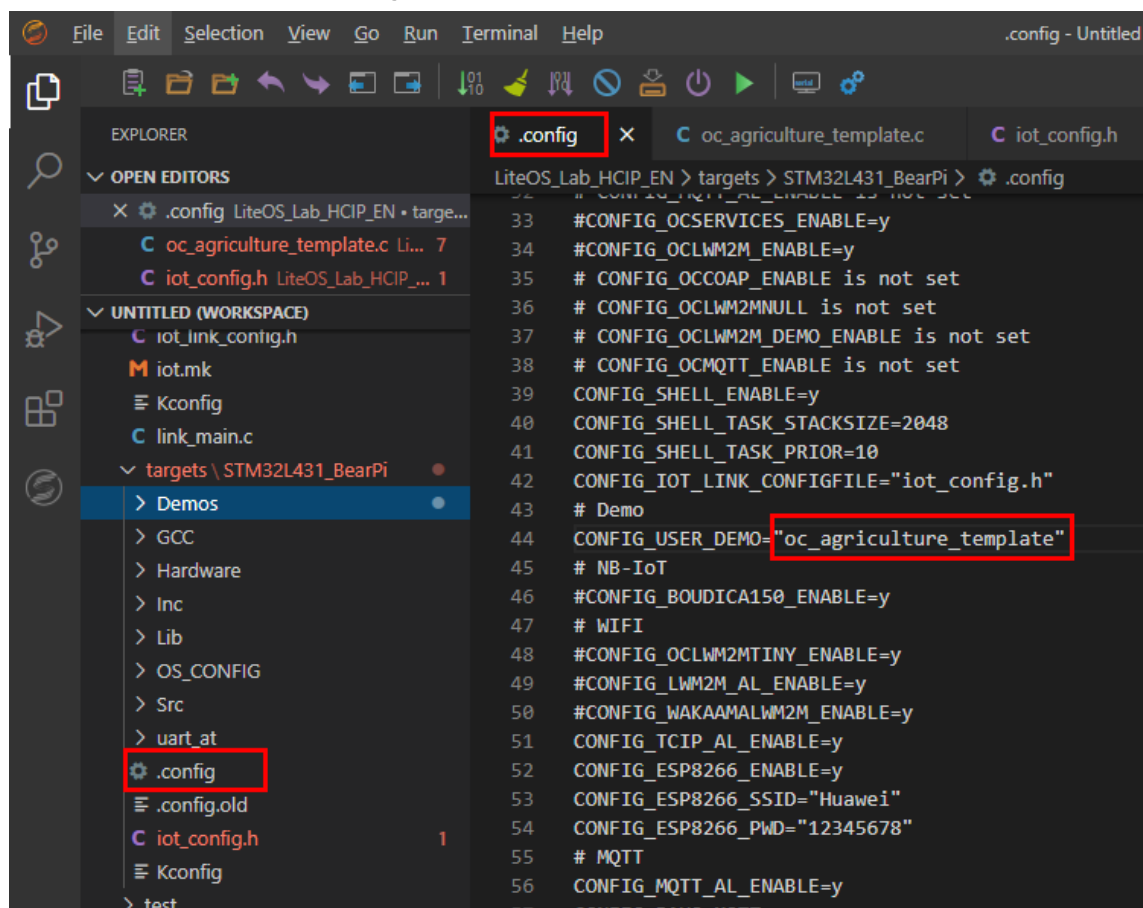 File Edit Selection View Go Run Terminal Help .config - Untitled
EXPLORER
OPEN EDITORS
.config LiteOS_Lab_HCIP_EN • targe...
C oc_agriculture_template.c Li... 7
C iot_config.h LiteOS_Lab_HCIP_... 1
UNTITLED (WORKSPACE)
C iot_link_config.h
M iot.mk
Kconfig
C link_main.c
targets \ STM32L431_BearPi
> Demos
> GCC
> Hardware
> Inc
> Lib
> OS_CONFIG
> Src
> uart_at
.config
.config.old
C iot_config.h 1
Kconfig
> test
.config × C oc_agriculture_template.c C iot_config.h
LiteOS_Lab_HCIP_EN > targets > STM32L431_BearPi > .config
32 # CONFIG_MQTT_AL_ENABLE is not set
33 #CONFIG_OCSERVICES_ENABLE=y
34 #CONFIG_OCLWM2M_ENABLE=y
35 # CONFIG_OCCOAP_ENABLE is not set
36 # CONFIG_OCLWM2MNULL is not set
37 # CONFIG_OCLWM2M_DEMO_ENABLE is not set
38 # CONFIG_OCMQTT_ENABLE is not set
39 CONFIG_SHELL_ENABLE=y
40 CONFIG_SHELL_TASK_STACKSIZE=2048
41 CONFIG_SHELL_TASK_PRIOR=10
42 CONFIG_IOT_LINK_CONFIGFILE="iot_config.h"
43 # Demo
44 CONFIG_USER_DEMO="oc_agriculture_template"
45 # NB-IoT
46 #CONFIG_BOUDICA150_ENABLE=y
47 # WIFI
48 #CONFIG_OCLWM2MTINY_ENABLE=y
49 #CONFIG_LWM2M_AL_ENABLE=y
50 #CONFIG_WAKAAMALWM2M_ENABLE=y
51 CONFIG_TCIP_AL_ENABLE=y
52 CONFIG_ESP8266_ENABLE=y
53 CONFIG_ESP8266_SSID="Huawei"
54 CONFIG_ESP8266_PWD="12345678"
55 # MQTT
56 CONFIG_MQTT_AL_ENABLE=y